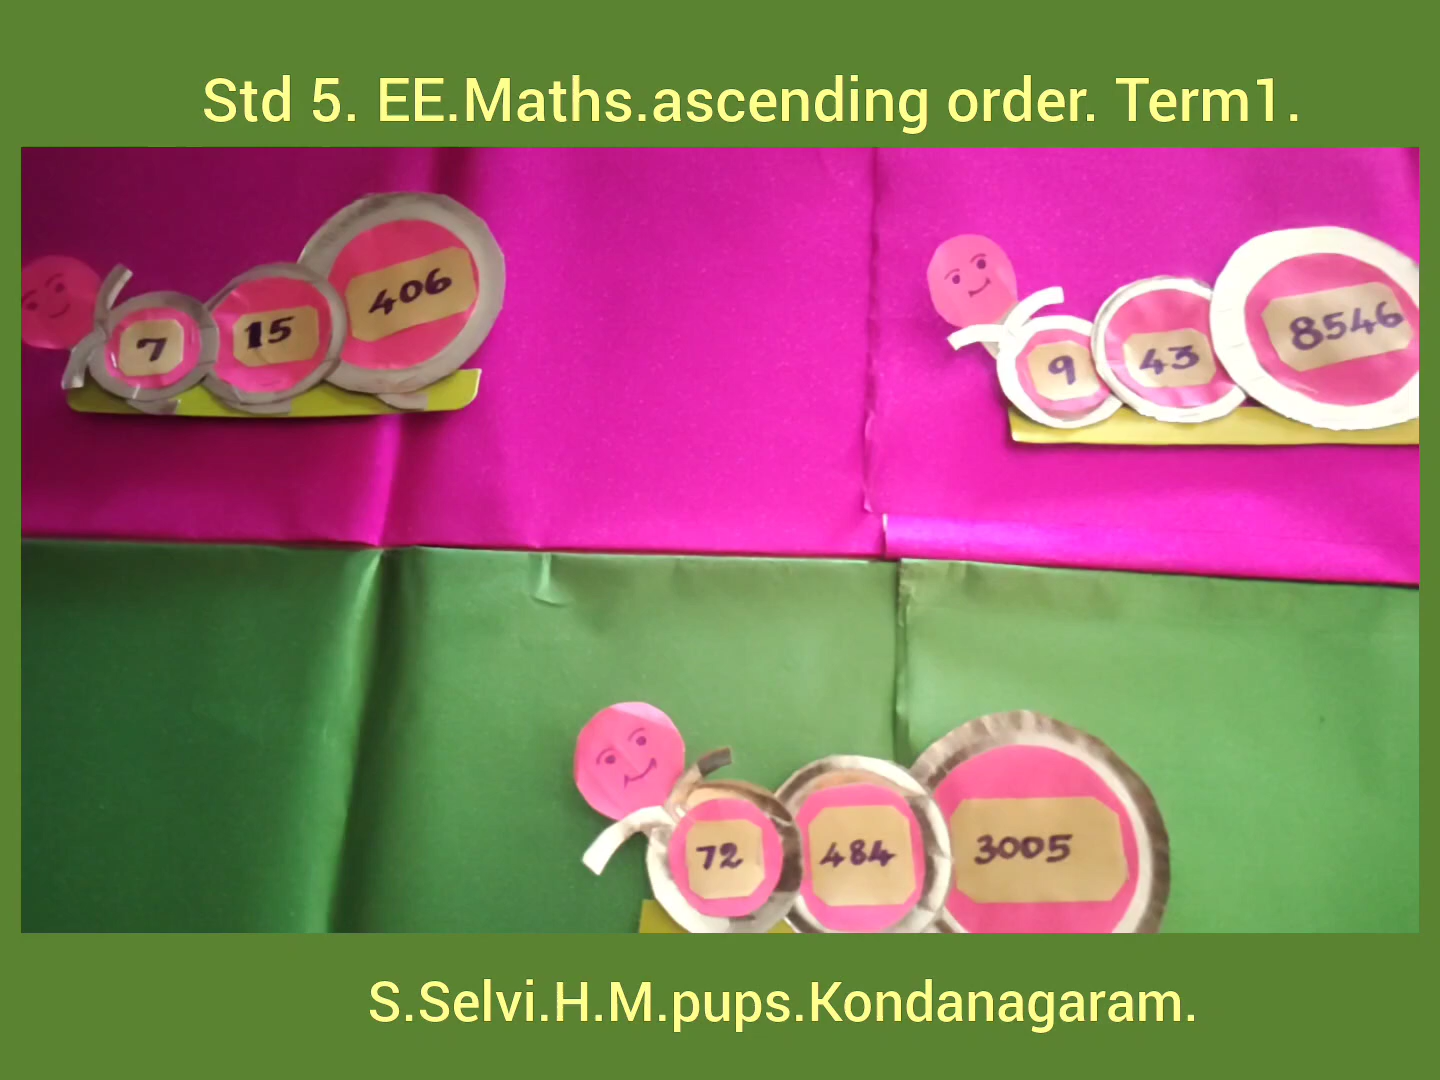 Std 5. EE.Maths.ascending order. Term1.
7 15 406
9 43 8546
72 484 3005
S.Selvi.H.M.pups.Kondanagaram.